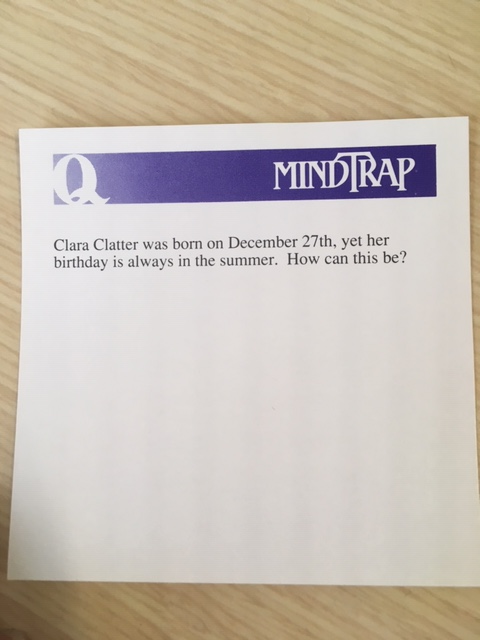 Q MINDTRAP
Clara Clatter was born on December 27th, yet her
birthday is always in the summer.  How can this be?